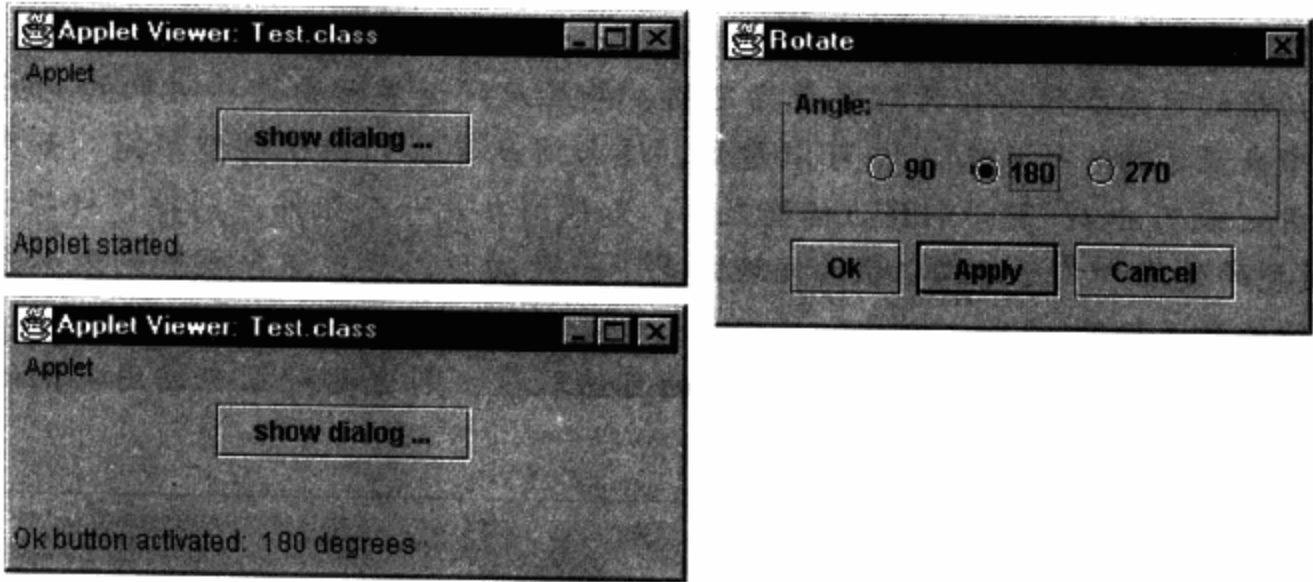 Applet Viewer: Test.class
Applet
show dialog ...
Applet started.
Applet Viewer: Test.class
Applet
show dialog ...
Ok button activated: 180 degrees
Rotate
Angle:
90 180 270
Ok Apply Cancel